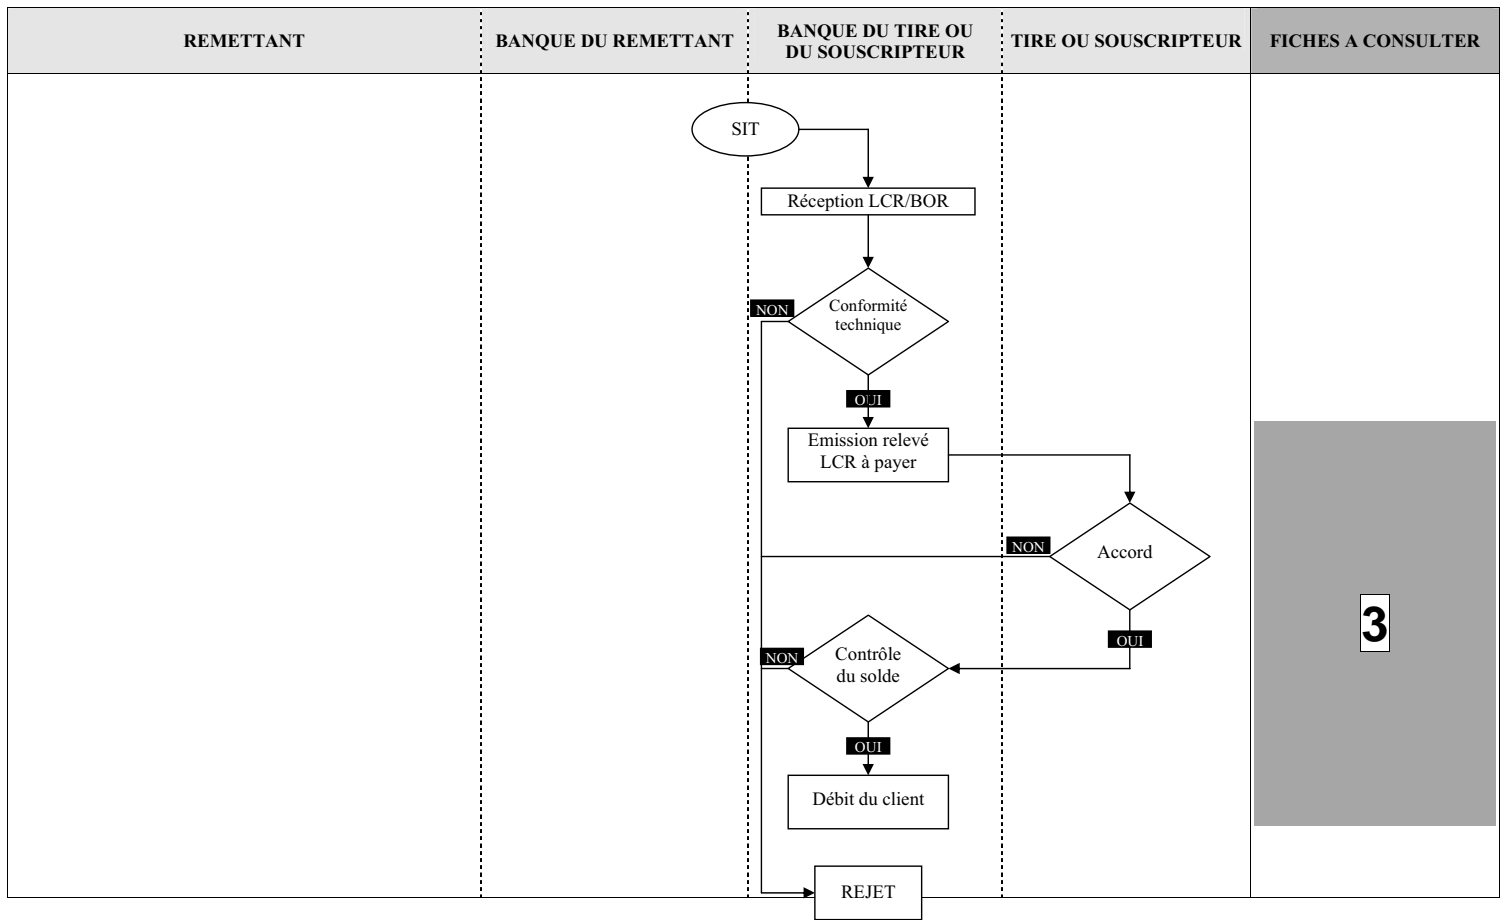 REMETTANT
BANQUE DU REMETTANT
BANQUE DU TIRE OU
DU SOUSCRIPTEUR
TIRE OU SOUSCRIPTEUR
FICHES A CONSULTER
SIT
Réception LCR/BOR
Conformité
technique
NON
OUI
Emission relevé
LCR à payer
NON
Accord
3
OUI
Contrôle
du solde
NON
OUI
Débit du client
REJET